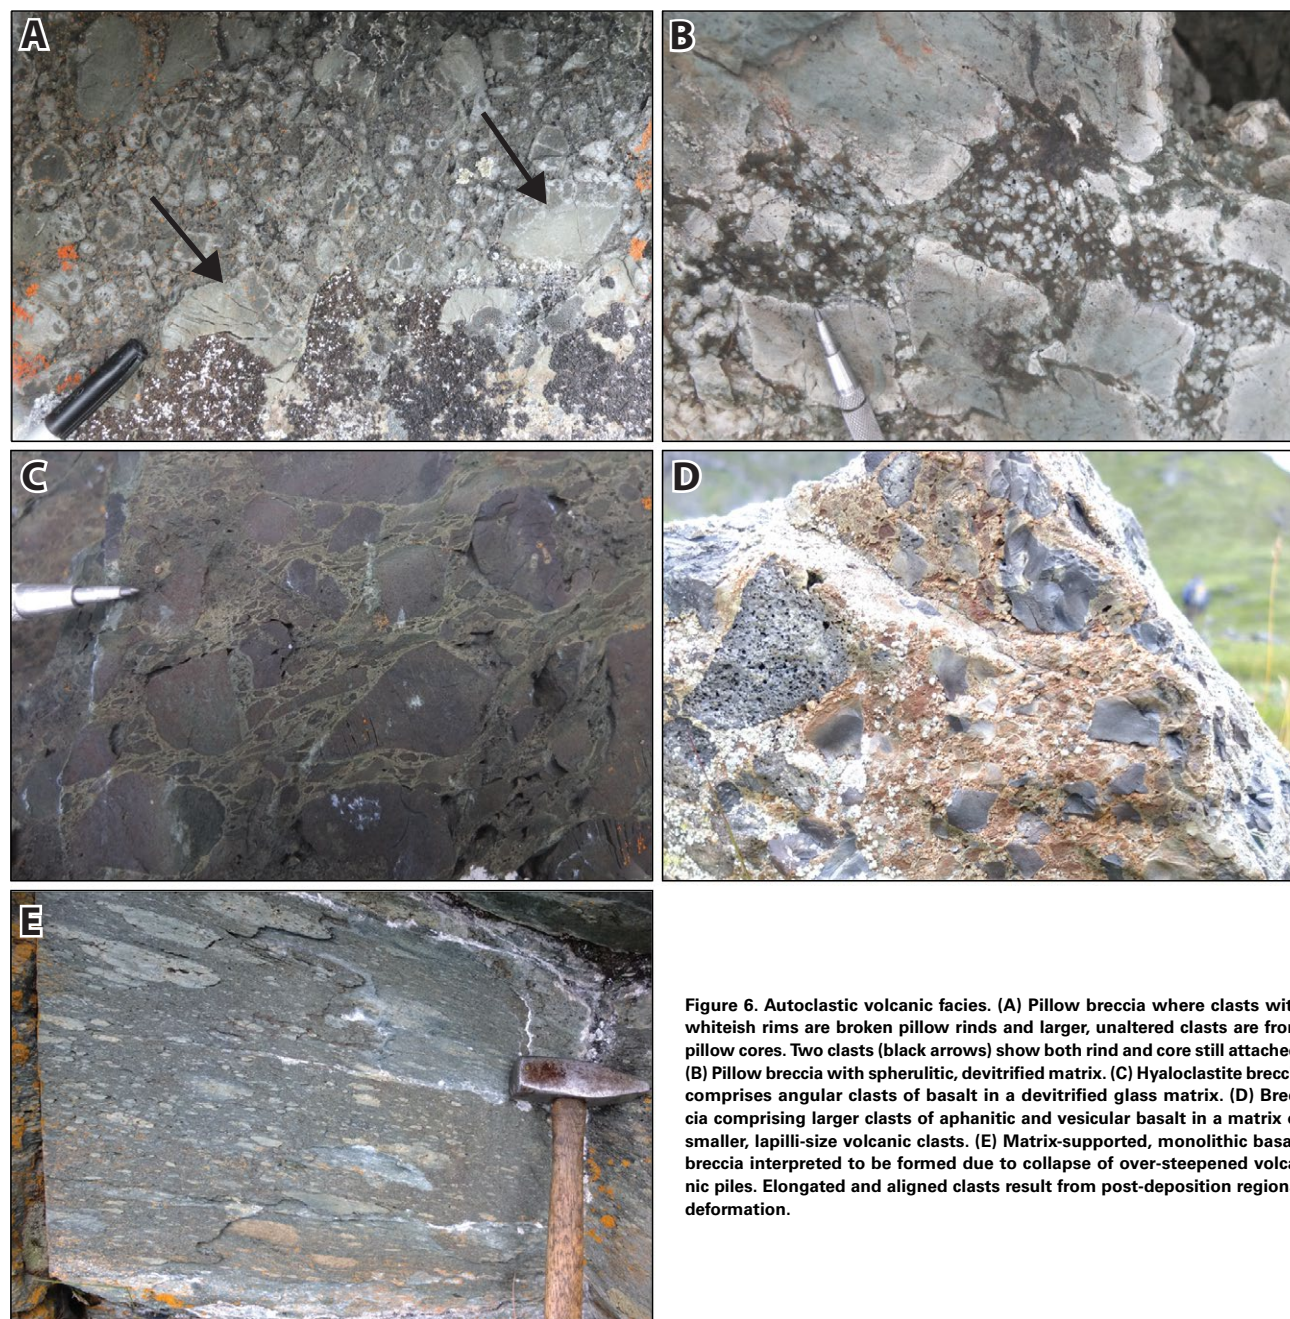 A
B
C
D
E
Figure 6. Autoclastic volcanic facies. (A) Pillow breccia where clasts wit
whiteish rims are broken pillow rinds and larger, unaltered clasts are fro
pillow cores. Two clasts (black arrows) show both rind and core still attache
(B) Pillow breccia with spherulitic, devitrified matrix. (C) Hyaloclastite brecc
comprises angular clasts of basalt in a devitrified glass matrix. (D) Brec
cia comprising larger clasts of aphanitic and vesicular basalt in a matrix
smaller, lapilli-size volcanic clasts. (E) Matrix-supported, monolithic basa
breccia interpreted to be formed due to collapse of over-steepened volca
nic piles. Elongated and aligned clasts result from post-deposition region
deformation.